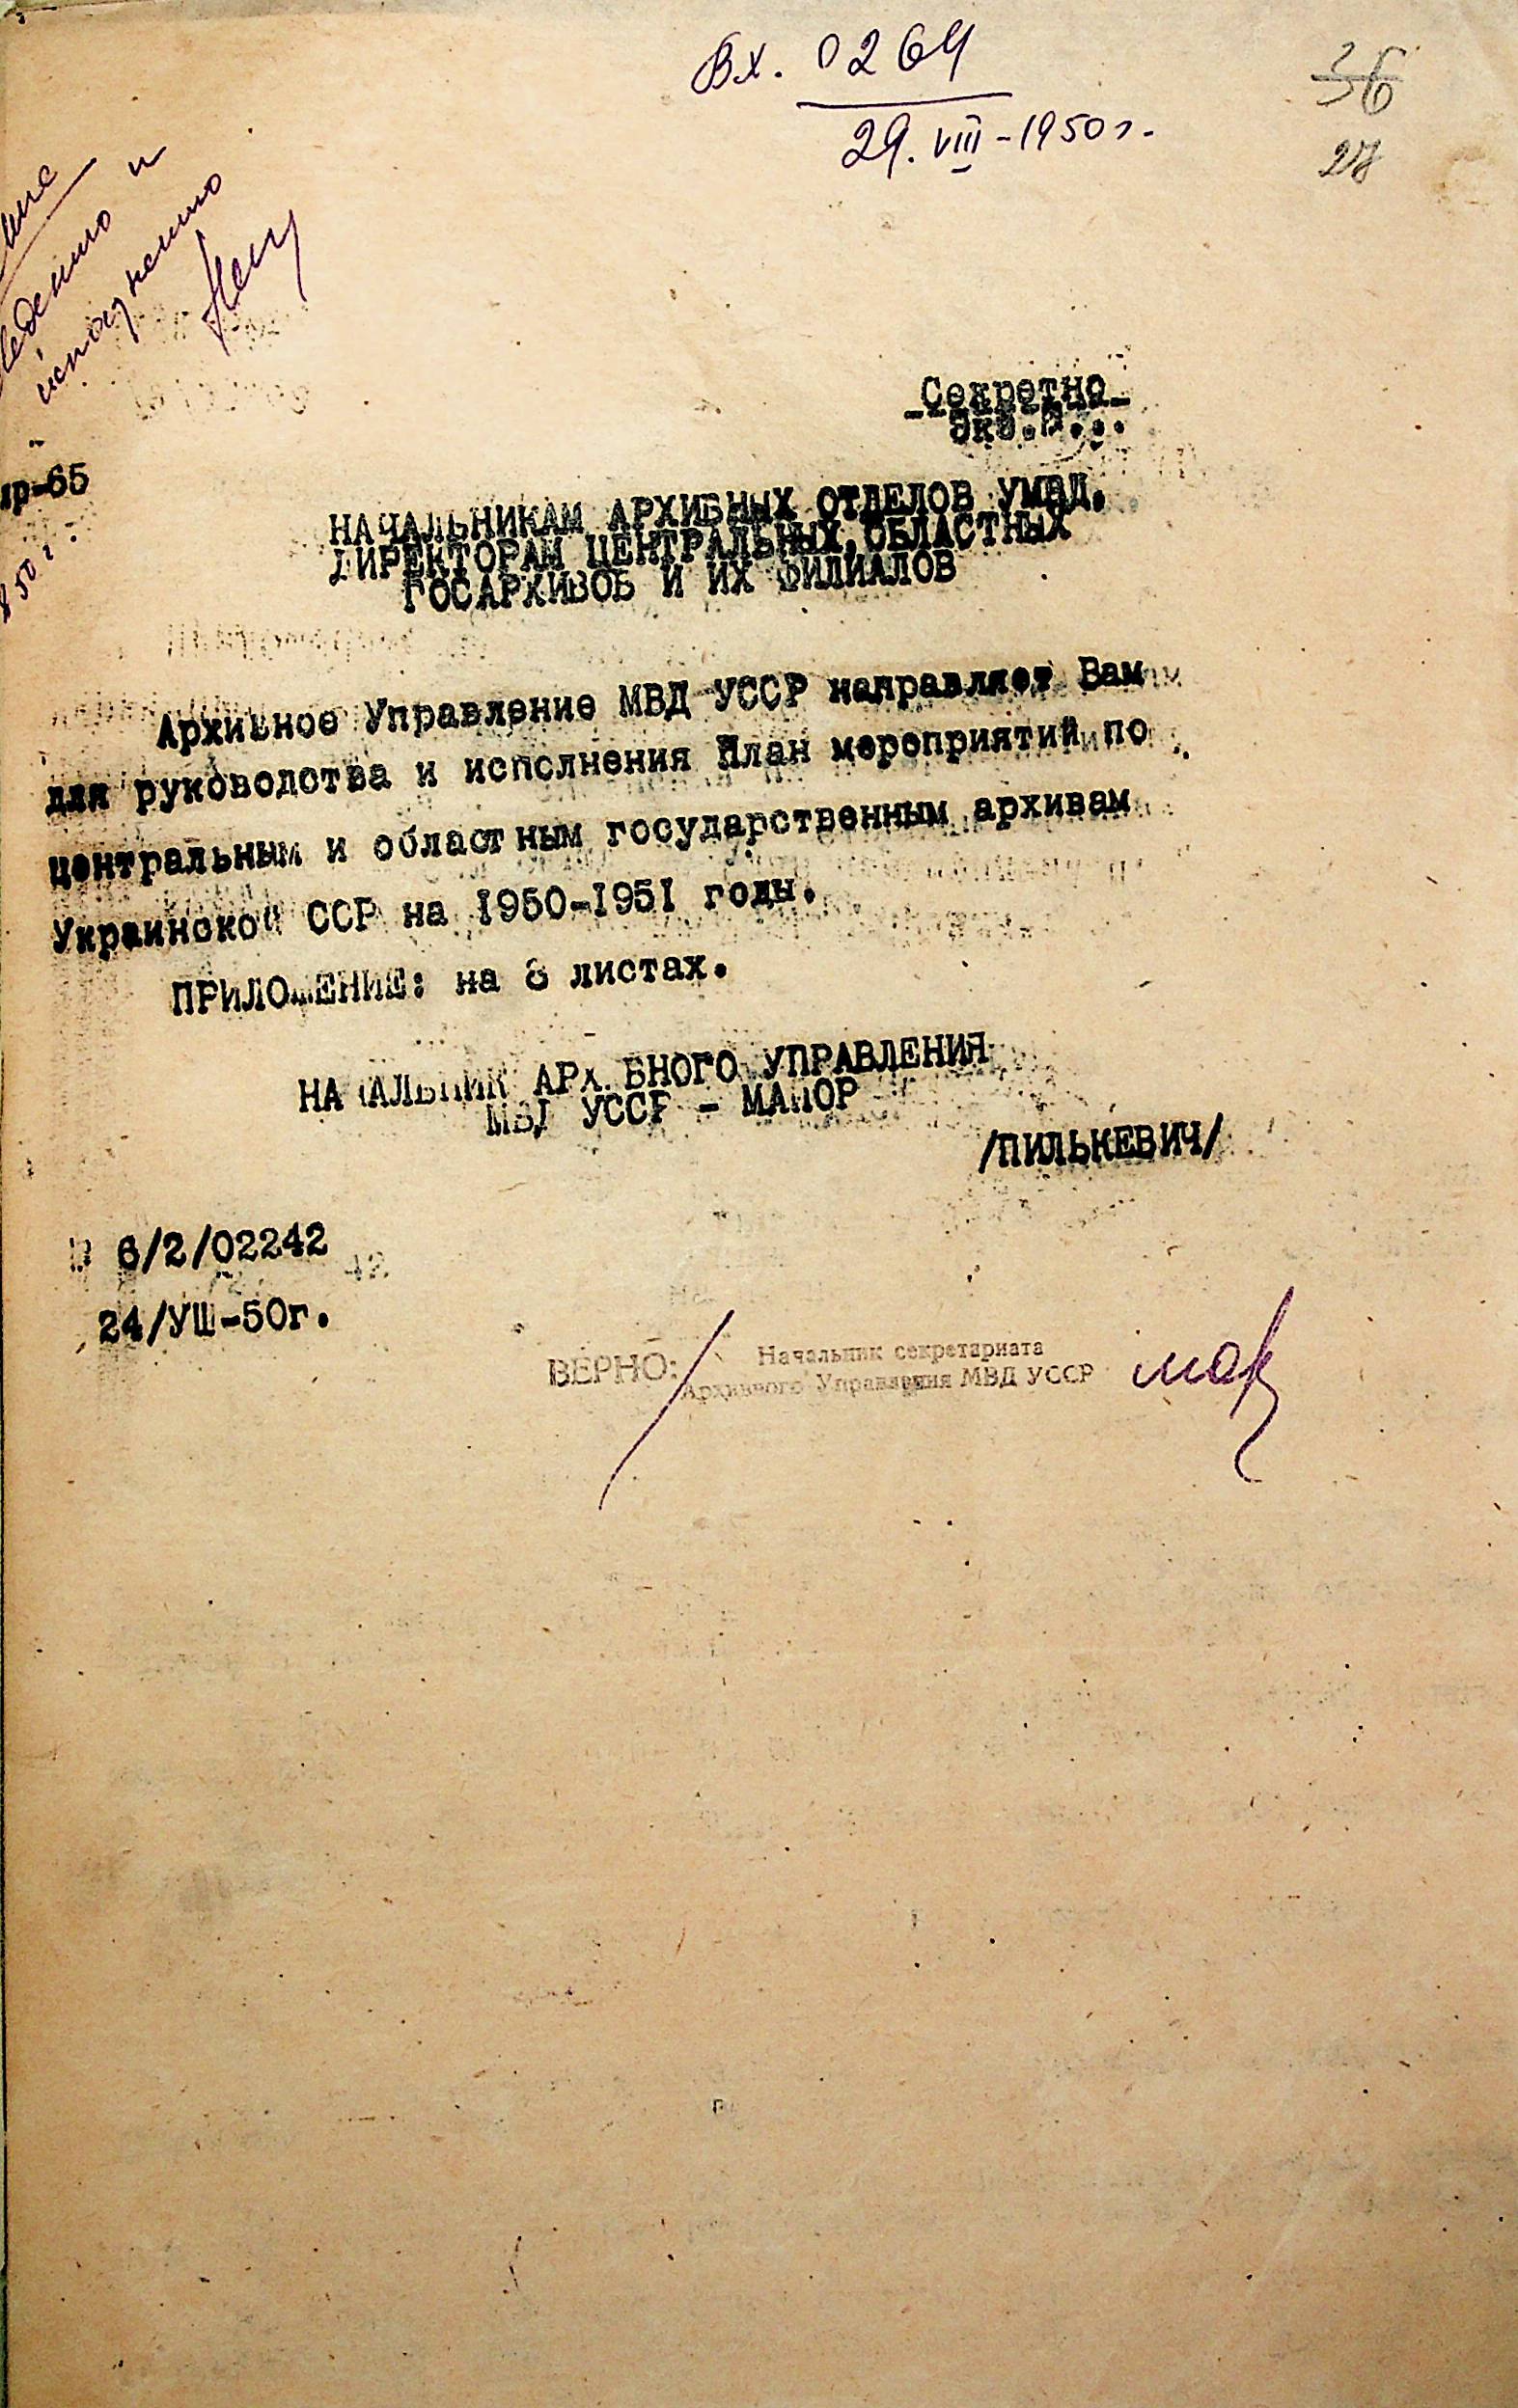 Вх. 0264
29. VIII - 1950 г.
36
27
и
исполнению
Секретно
Экз.
65
НАЧАЛЬНИКАМ АРХИВНЫХ ОТДЕЛОВ УМВД,
ДИРЕКТОРАМ ЦЕНТРАЛЬНЫХ, ОБЛАСТНЫХ
ГОСАРХИВОВ И ИХ ФИЛИАЛОВ
Архивное Управление МВД УССР направляет Вам
для руководства и исполнения План мероприятий по
центральным и областным государственным архивам
Украинской ССР на 1950-1951 годы.
ПРИЛОЖЕНИЕ: на 8 листах.
НАЧАЛЬНИК АРХИВНОГО УПРАВЛЕНИЯ
МВД УССР - МАЙОР
/ПИЛЬКЕВИЧ/
6/2/02242
24/УШ-50г.
ВЕРНО:
Начальник секретариата
Архивного Управления МВД УССР